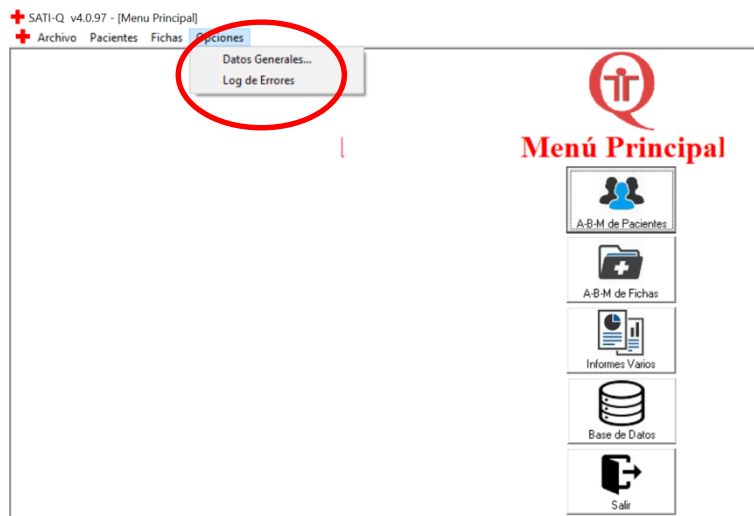 SATI-Q v4.0.97 - [Menu Principal]
Archivo Pacientes Fichas Opciones
Datos Generales...
Log de Errores
Menú Principal
A-B-M de Pacientes
A-B-M de Fichas
Informes Varios
Base de Datos
Salir